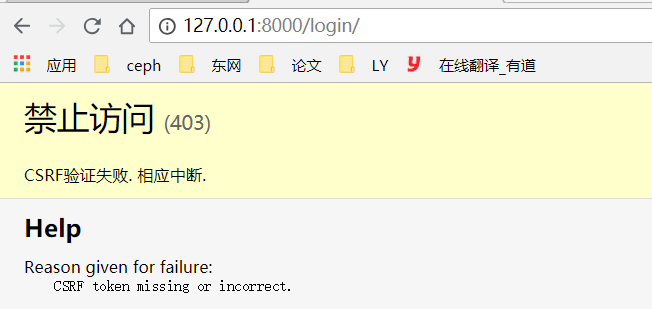 127.0.0.1:8000/login/
应用 ceph 东网 论文 LY 在线翻译_有道
禁止访问 (403)
CSRF验证失败. 相应中断.
Help
Reason given for failure:
CSRF token missing or incorrect.